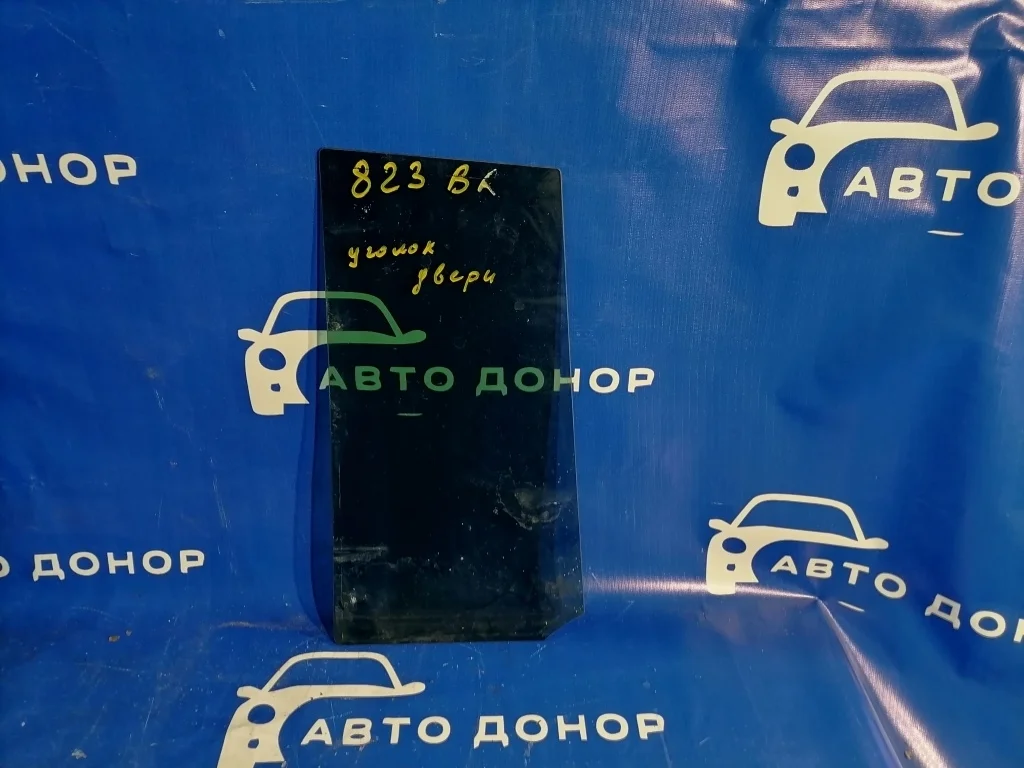 ОНОР
АВТО
823 ВК
уголок
двери
АВТО ДОНОР
О ДОНОР
АВТО ДОН
АВТО ДОНОР